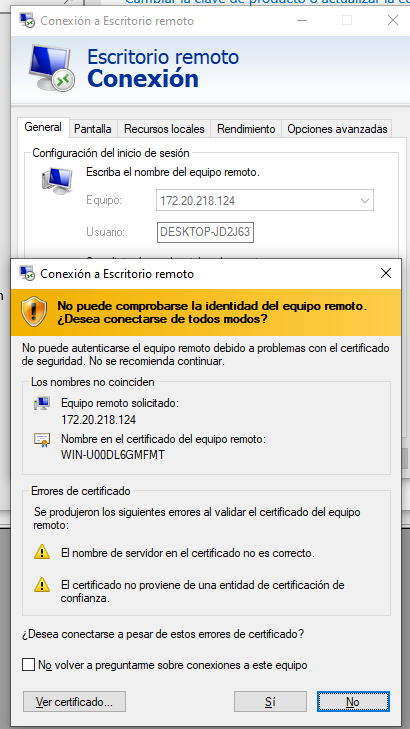 Cambiar la clave de producto o actualizar la e
Conexión a Escritorio remoto
Escritorio remoto
Conexión
General Pantalla Recursos locales Rendimiento Opciones avanzadas
Configuración del inicio de sesión
Escriba el nombre del equipo remoto.
Equipo: 172.20.218.124
Usuario: DESKTOP-JD2J63
Conexión a Escritorio remoto
No puede comprobarse la identidad del equipo remoto.
¿Desea conectarse de todos modos?
No puede autenticarse el equipo remoto debido a problemas con el certificado
de seguridad. No se recomienda continuar.
Los nombres no coinciden
Equipo remoto solicitado:
172.20.218.124
Nombre en el certificado del equipo remoto:
WIN-U00DL6GMFMT
Errores de certificado
Se produjeron los siguientes errores al validar el certificado del equipo
remoto:
El nombre de servidor en el certificado no es correcto.
El certificado no proviene de una entidad de certificación de
confianza.
¿Desea conectarse a pesar de estos errores de certificado?
No volver a preguntarme sobre conexiones a este equipo
Ver certificado... Sí No